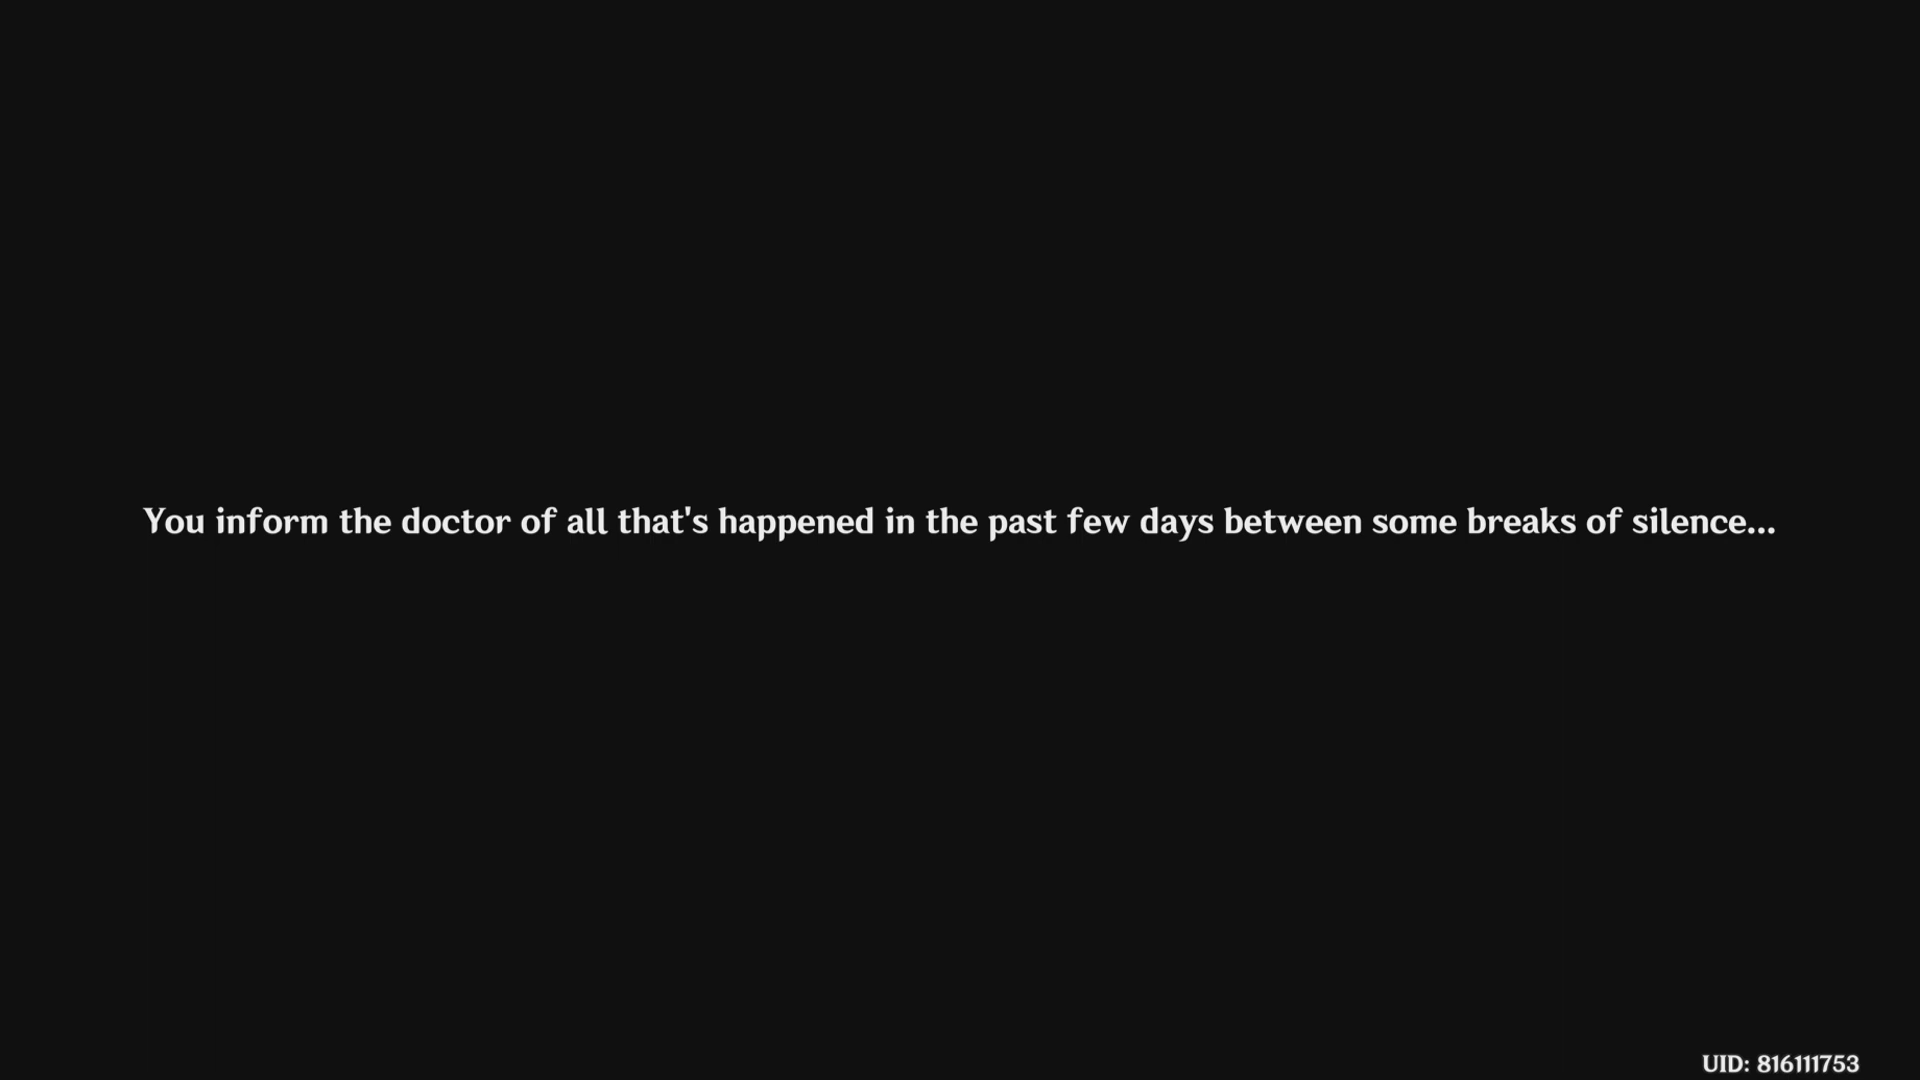 You inform the doctor of all that's happened in the past few days between some breaks of silence...
UID: 816111753